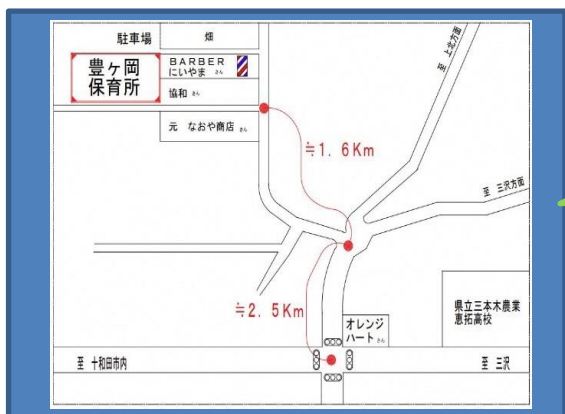 駐車場
畑
豊ヶ岡
保育所
BARBER
にいやま さん
協和 さん
元 なおや商店 さん
至 上北方面
≒1.6Km
至 三沢方面
≒2.5Km
オレンジ
ハート さん
県立三本木農業
恵拓高校
至 十和田市内
至 三沢